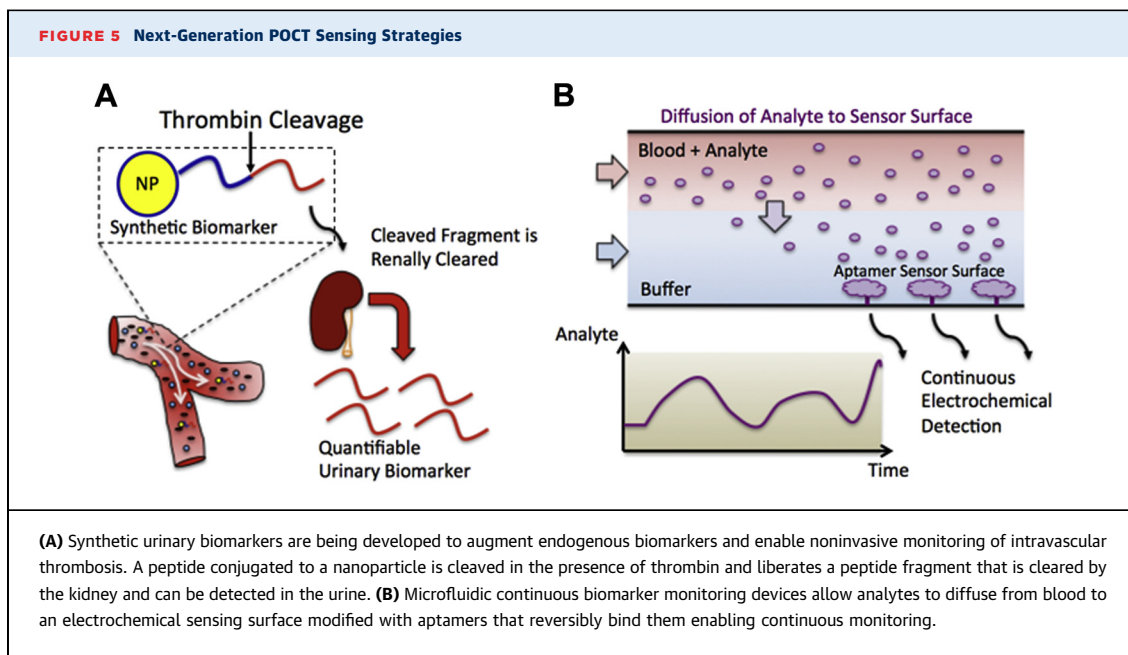 FIGURE 5 Next-Generation POCT Sensing Strategies
A
Thrombin Cleavage
NP
Synthetic Biomarker
Cleaved Fragment is
Renally Cleared
Quantifiable
Urinary Biomarker
B
Diffusion of Analyte to Sensor Surface
Blood + Analyte
Aptamer Sensor Surface
Buffer
Analyte
Continuous
Electrochemical
Detection
Time
(A) Synthetic urinary biomarkers are being developed to augment endogenous biomarkers and enable noninvasive monitoring of intravascular
thrombosis. A peptide conjugated to a nanoparticle is cleaved in the presence of thrombin and liberates a peptide fragment that is cleared by
the kidney and can be detected in the urine. (B) Microfluidic continuous biomarker monitoring devices allow analytes to diffuse from blood to
an electrochemical sensing surface modified with aptamers that reversibly bind them enabling continuous monitoring.